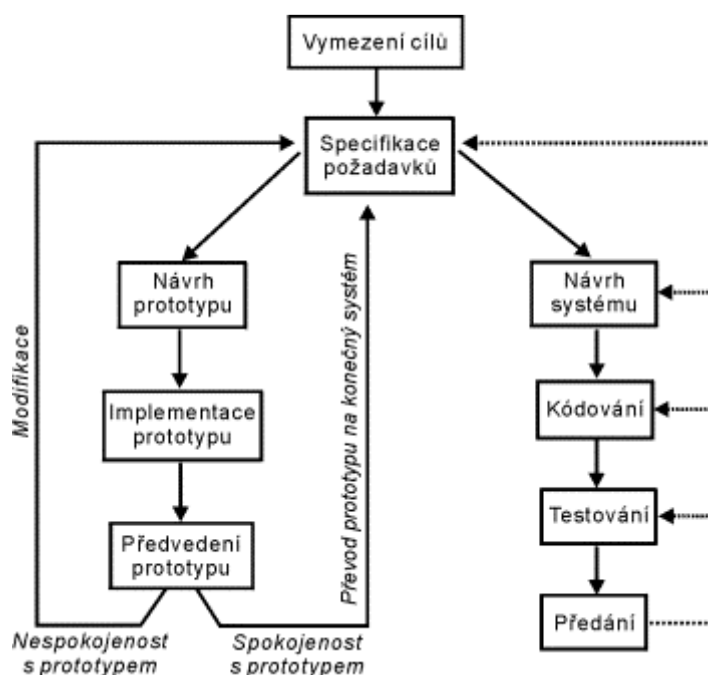 Vymezení cílů
Specifikace
požadavků
Návrh
prototypu
Implementace
prototypu
Předvedení
prototypu
Modifikace
Nespokojenost
s prototypem
Spokojenost
s prototypem
Převod prototypu na konečný systém
Návrh
systému
Kódování
Testování
Předání